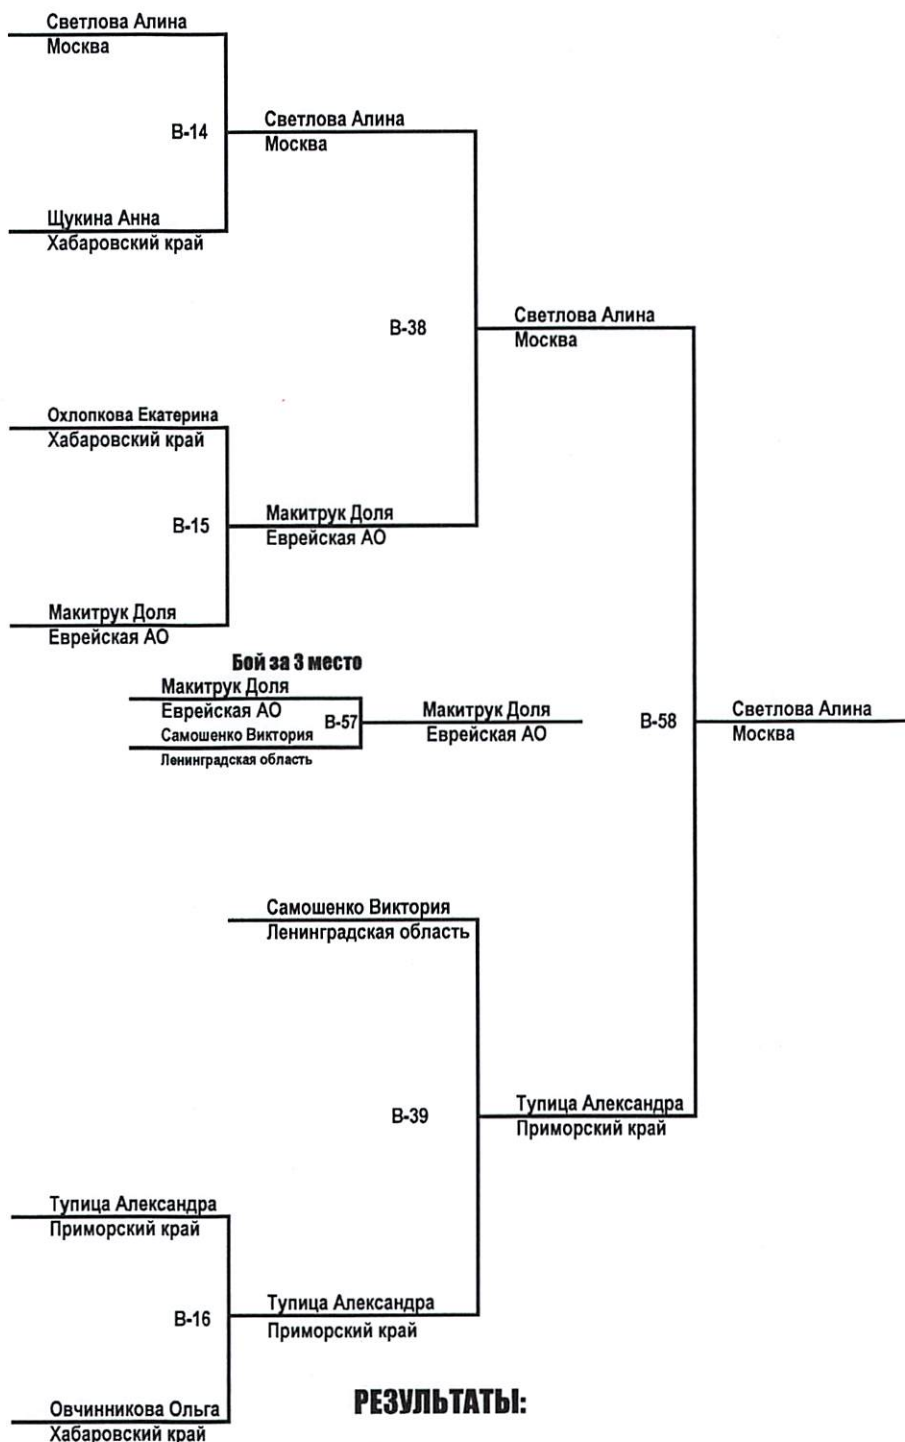 Светлова Алина
Москва
В-14
Светлова Алина
Москва
Щукина Анна
Хабаровский край
В-38
Светлова Алина
Москва
Охлопкова Екатерина
Хабаровский край
В-15
Макитрук Доля
Еврейская АО
Макитрук Доля
Еврейская АО
Бой за 3 место
Макитрук Доля
Еврейская АО
В-57
Самошенко Виктория
Ленинградская область
Макитрук Доля
Еврейская АО
В-58
Светлова Алина
Москва
Самошенко Виктория
Ленинградская область
В-39
Тупица Александра
Приморский край
Тупица Александра
Приморский край
В-16
Тупица Александра
Приморский край
Овчинникова Ольга
Хабаровский край
РЕЗУЛЬТАТЫ: